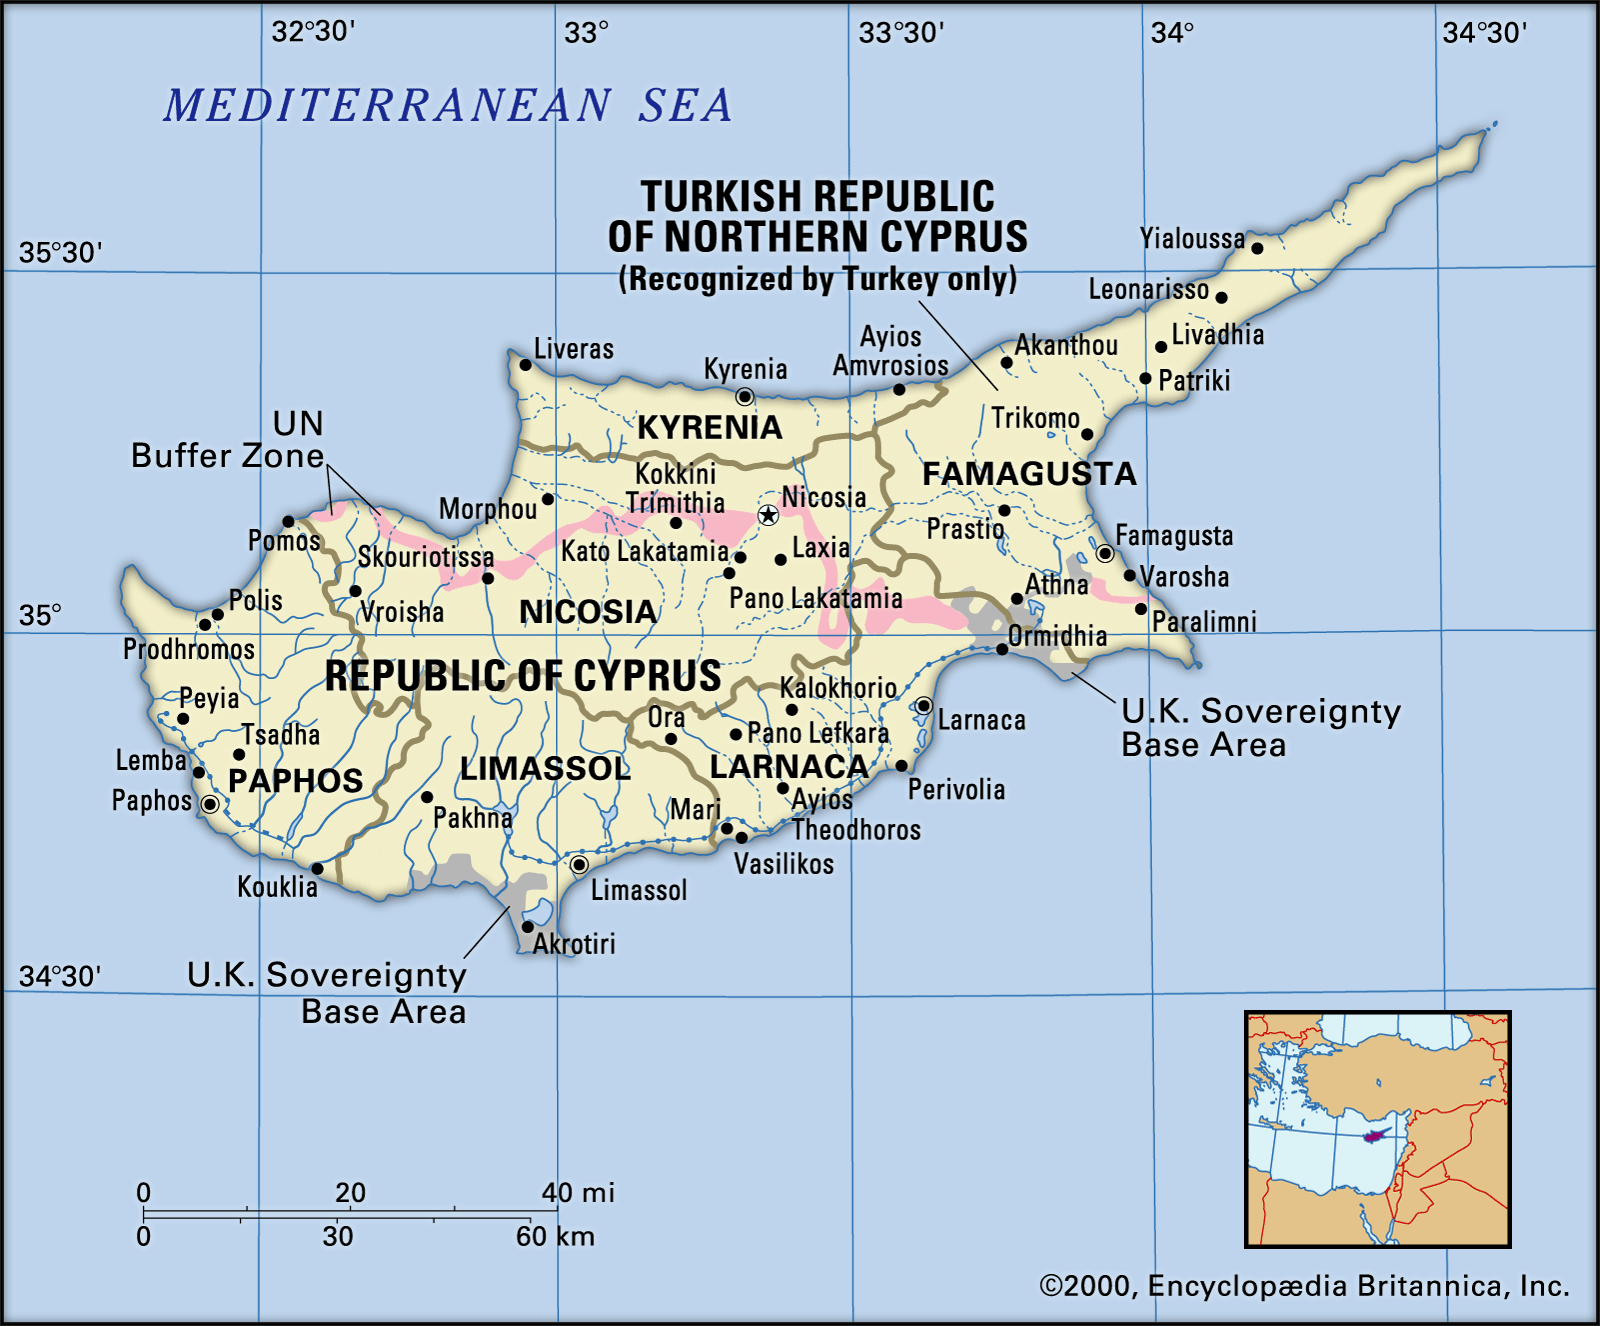 32°30'
33°
33°30'
34°
34°30'
MEDITERRANEAN SEA
TURKISH REPUBLIC
OF NORTHERN CYPRUS
(Recognized by Turkey only)
35°30'
Yialoussa
Leonarisso
Livadhia
Patriki
Akanthou
Ayios
Amvrosios
Liveras
Kyrenia
KYRENIA
Trikomo
FAMAGUSTA
UN
Buffer Zone
Kokkini
Trimithia
Nicosia
Morphou
Prastio
Famagusta
Pomos
Skouriotissa
Kato Lakatamia
Laxia
Varosha
Athna
Polis
Vroisha
NICOSIA
Pano Lakatamia
Paralimni
35°
Prodhromos
Ormidhia
REPUBLIC OF CYPRUS
Peyia
Kalokhorio
Ora
Larnaca
U.K. Sovereignty
Base Area
Tsadha
Pano Lefkara
Lemba
PAPHOS
LIMASSOL
LARNACA
Perivolia
Paphos
Pakhna
Mari
Ayios
Theodhoros
Vasilikos
Kouklia
Limassol
Akrotiri
34°30'
U.K. Sovereignty
Base Area
0 20 40 mi
0 30 60 km
©2000, Encyclopædia Britannica, Inc.